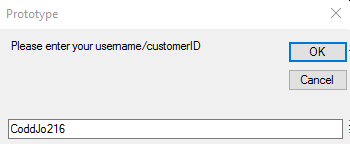 Prototype
Please enter your username/customerID
OK
Cancel
CoddJo216